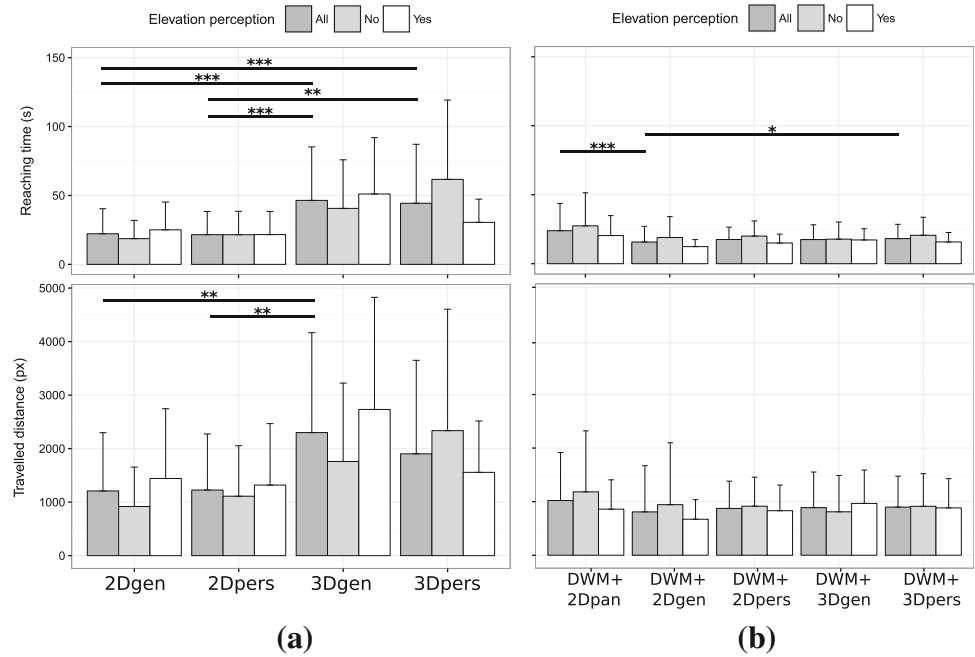 Elevation perception All No Yes
Elevation perception All No Yes
Reaching time (s)
150
100
50
0
***
***
**
***
*
***
Travelled distance (px)
5000
4000
3000
2000
1000
0
**
**
2Dgen 2Dpers 3Dgen 3Dpers
DWM+ DWM+ DWM+ DWM+ DWM+
2Dpan 2Dgen 2Dpers 3Dgen 3Dpers
(a) (b)